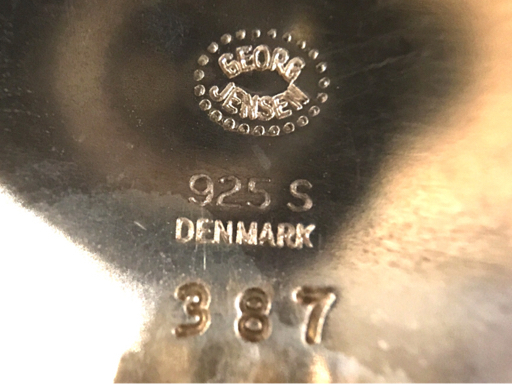 GEORG
JENSEN
925 S
DENMARK
387